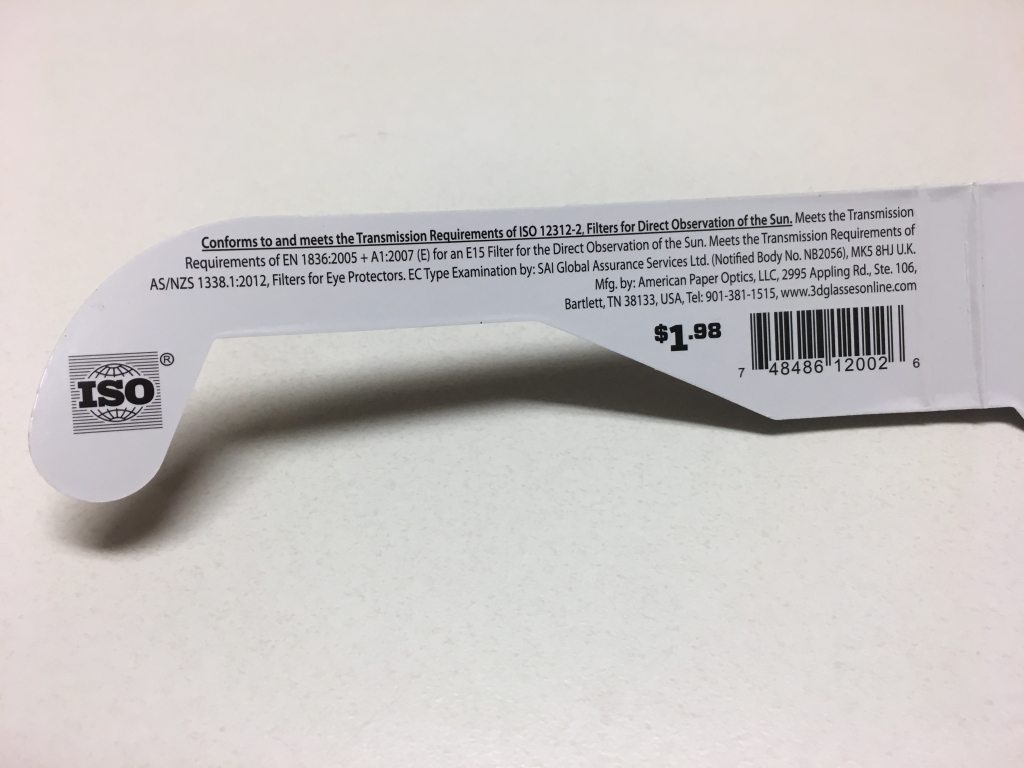 Conforms to and meets the Transmission Requirements of ISO 12312-2, Filters for Direct Observation of the Sun. Meets the Transmission
Requirements of EN 1836:2005 + A1:2007 (E) for an E15 Filter for the Direct Observation of the Sun. Meets the Transmission Requirements of
AS/NZS 1338.1:2012, Filters for Eye Protectors. EC Type Examination by: SAI Global Assurance Services Ltd. (Notified Body No. NB2056), MK5 8HJ U.K.
Mfg. by: American Paper Optics, LLC, 2995 Appling Rd., Ste. 106,
Bartlett, TN 38133, USA, Tel: 901-381-1515, www.3dglassesonline.com
$1.98
7 48486 12002 6
ISO®